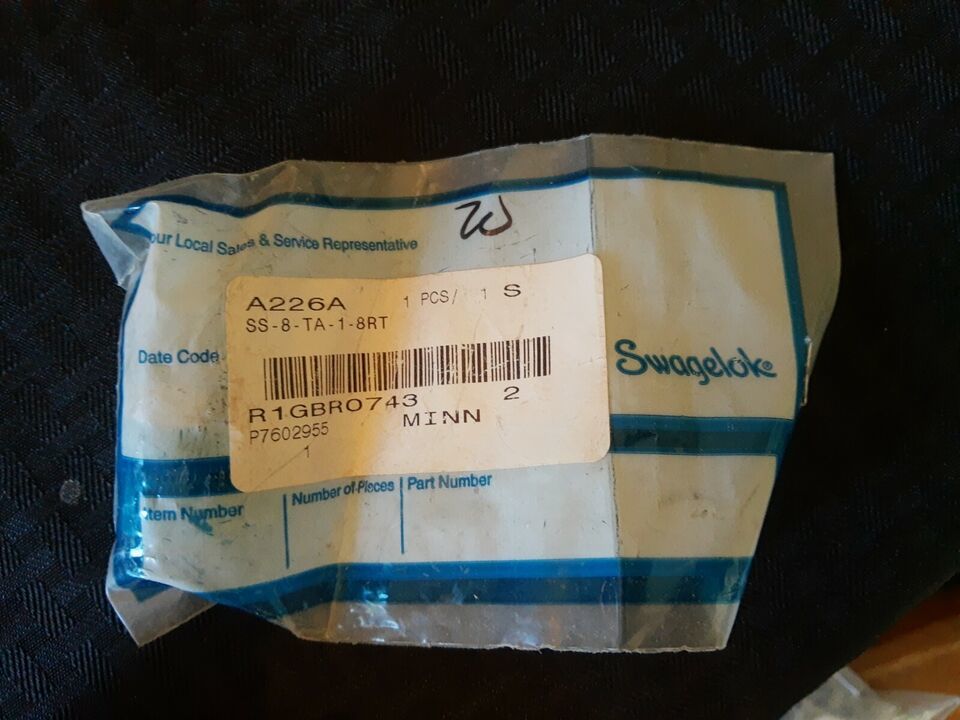 our Local Sales & Service Representative
A226A 1 PCS/ 1 S
SS-8-TA-1-8RT
Date Code
Swagelok®
R1GBR0743 2
P7602955 MINN
1
Item Number
Number of Pieces
Part Number